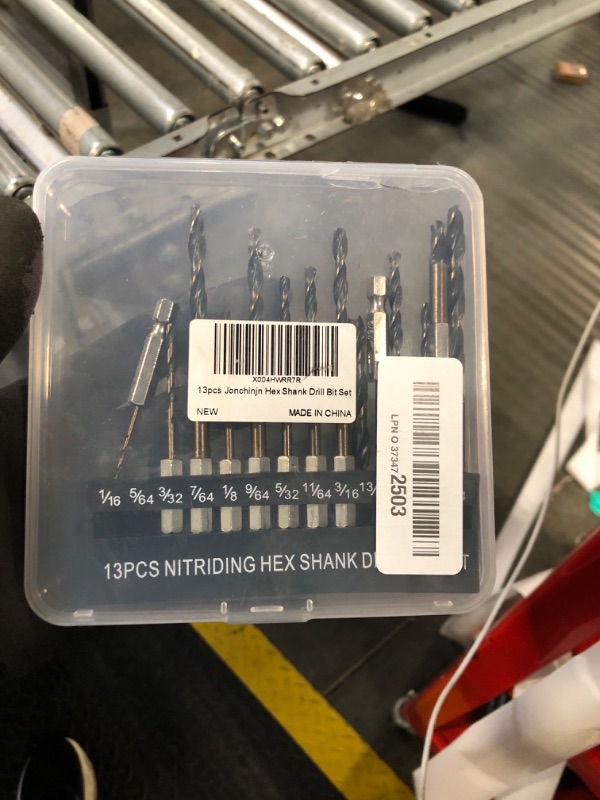 X004HWRR7R
13pcs Jonchinjn Hex Shank Drill Bit Set
NEW MADE IN CHINA
LPN O 37347 2503
1/16 5/64 3/32 7/64 1/8 9/64 5/32 11/64 3/16 13/
13PCS NITRIDING HEX SHANK D T